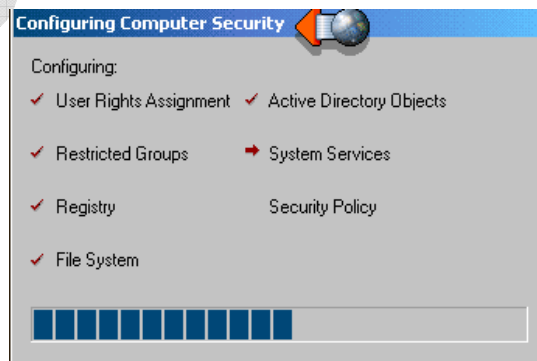 Configuring Computer Security
Configuring:
User Rights Assignment
Active Directory Objects
Restricted Groups
System Services
Registry
Security Policy
File System